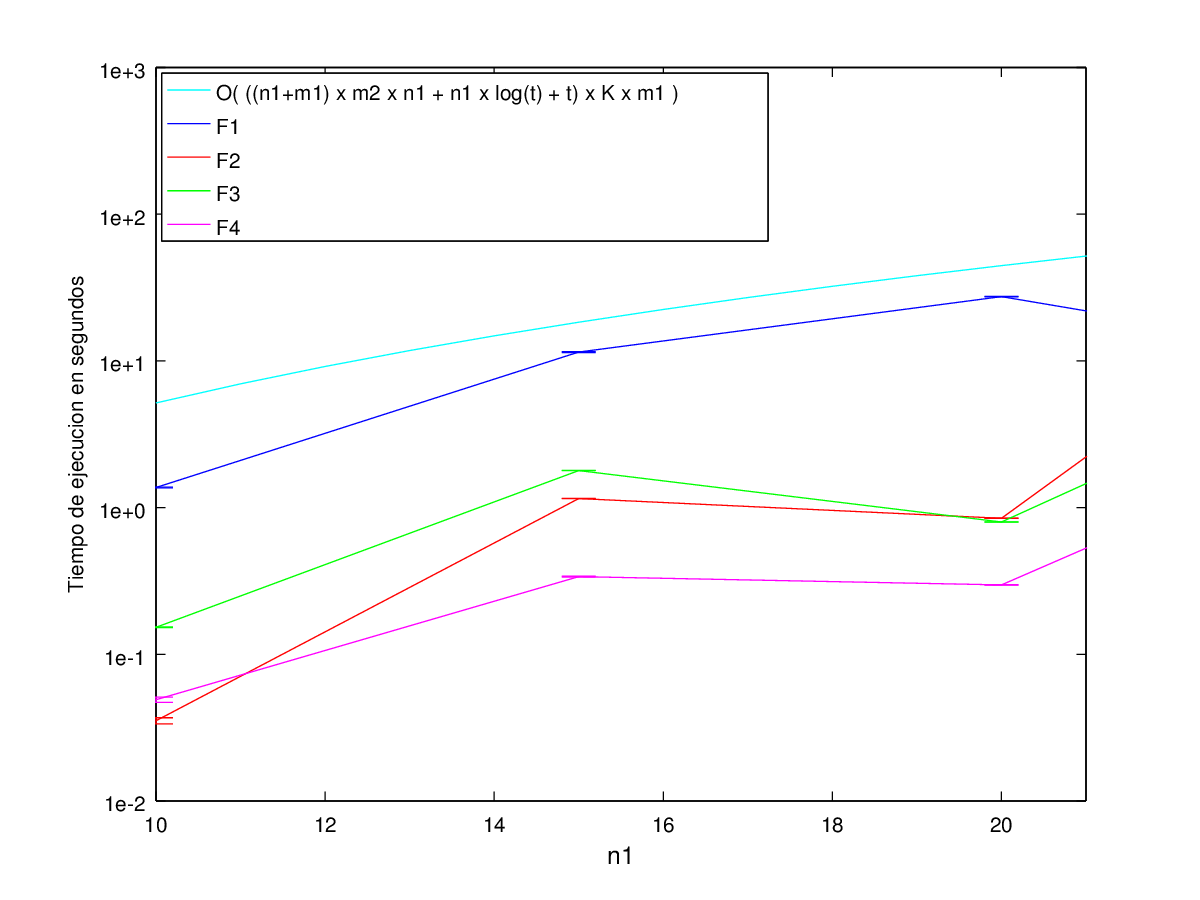 1e+3
O( ((n1+m1) x m2 x n1 + n1 x log(t) + t) x K x m1 )
F1
F2
F3
F4
1e+2
1e+1
1e+0
1e-1
1e-2
Tiempo de ejecucion en segundos
10 12 14 16 18 20
n1